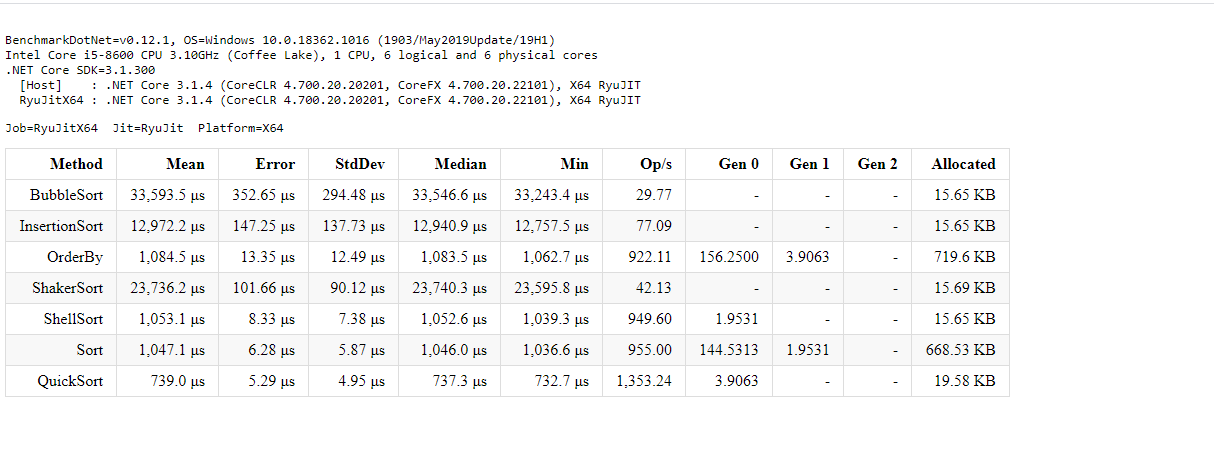 BenchmarkDotNet=v0.12.1, OS=Windows 10.0.18362.1016 (1903/May2019Update/19H1)
Intel Core i5-8600 CPU 3.10GHz (Coffee Lake), 1 CPU, 6 logical and 6 physical cores
.NET Core SDK=3.1.300
[Host] : .NET Core 3.1.4 (CoreCLR 4.700.20.20201, CoreFX 4.700.20.22101), X64 RyuJIT
RyuJitX64 : .NET Core 3.1.4 (CoreCLR 4.700.20.20201, CoreFX 4.700.20.22101), X64 RyuJIT
Job=RyuJitX64 Jit=RyuJit Platform=X64
Method Mean Error StdDev Median Min Op/s Gen 0 Gen 1 Gen 2 Allocated
BubbleSort 33,593.5 μs 352.65 μs 294.48 μs 33,546.6 μs 33,243.4 μs 29.77 - - - 15.65 KB
InsertionSort 12,972.2 μs 147.25 μs 137.73 μs 12,940.9 μs 12,757.5 μs 77.09 - - - 15.65 KB
OrderBy 1,084.5 μs 13.35 μs 12.49 μs 1,083.5 μs 1,062.7 μs 922.11 156.2500 3.9063 - 719.6 KB
ShakerSort 23,736.2 μs 101.66 μs 90.12 μs 23,740.3 μs 23,595.8 μs 42.13 - - - 15.69 KB
ShellSort 1,053.1 μs 8.33 μs 7.38 μs 1,052.6 μs 1,039.3 μs 949.60 1.9531 - - 15.65 KB
Sort 1,047.1 μs 6.28 μs 5.87 μs 1,046.0 μs 1,036.6 μs 955.00 144.5313 1.9531 - 668.53 KB
QuickSort 739.0 μs 5.29 μs 4.95 μs 737.3 μs 732.7 μs 1,353.24 3.9063 - - 19.58 KB